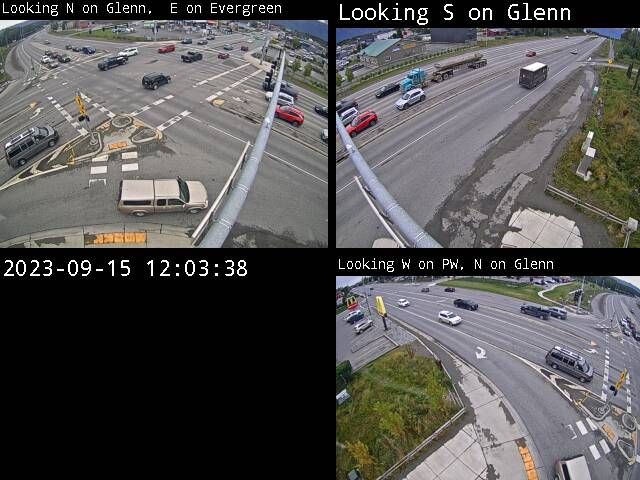 Looking N on Glenn, E on Evergreen
Looking S on Glenn
2023-09-15 12:03:38
Looking W on PW, N on Glenn